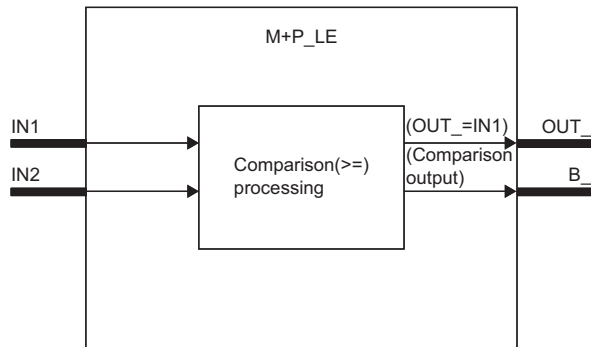 M+P_LE
IN1
(OUT_=IN1)
OUT_
(Comparison
output)
IN2
B_
Comparison(>=)
processing